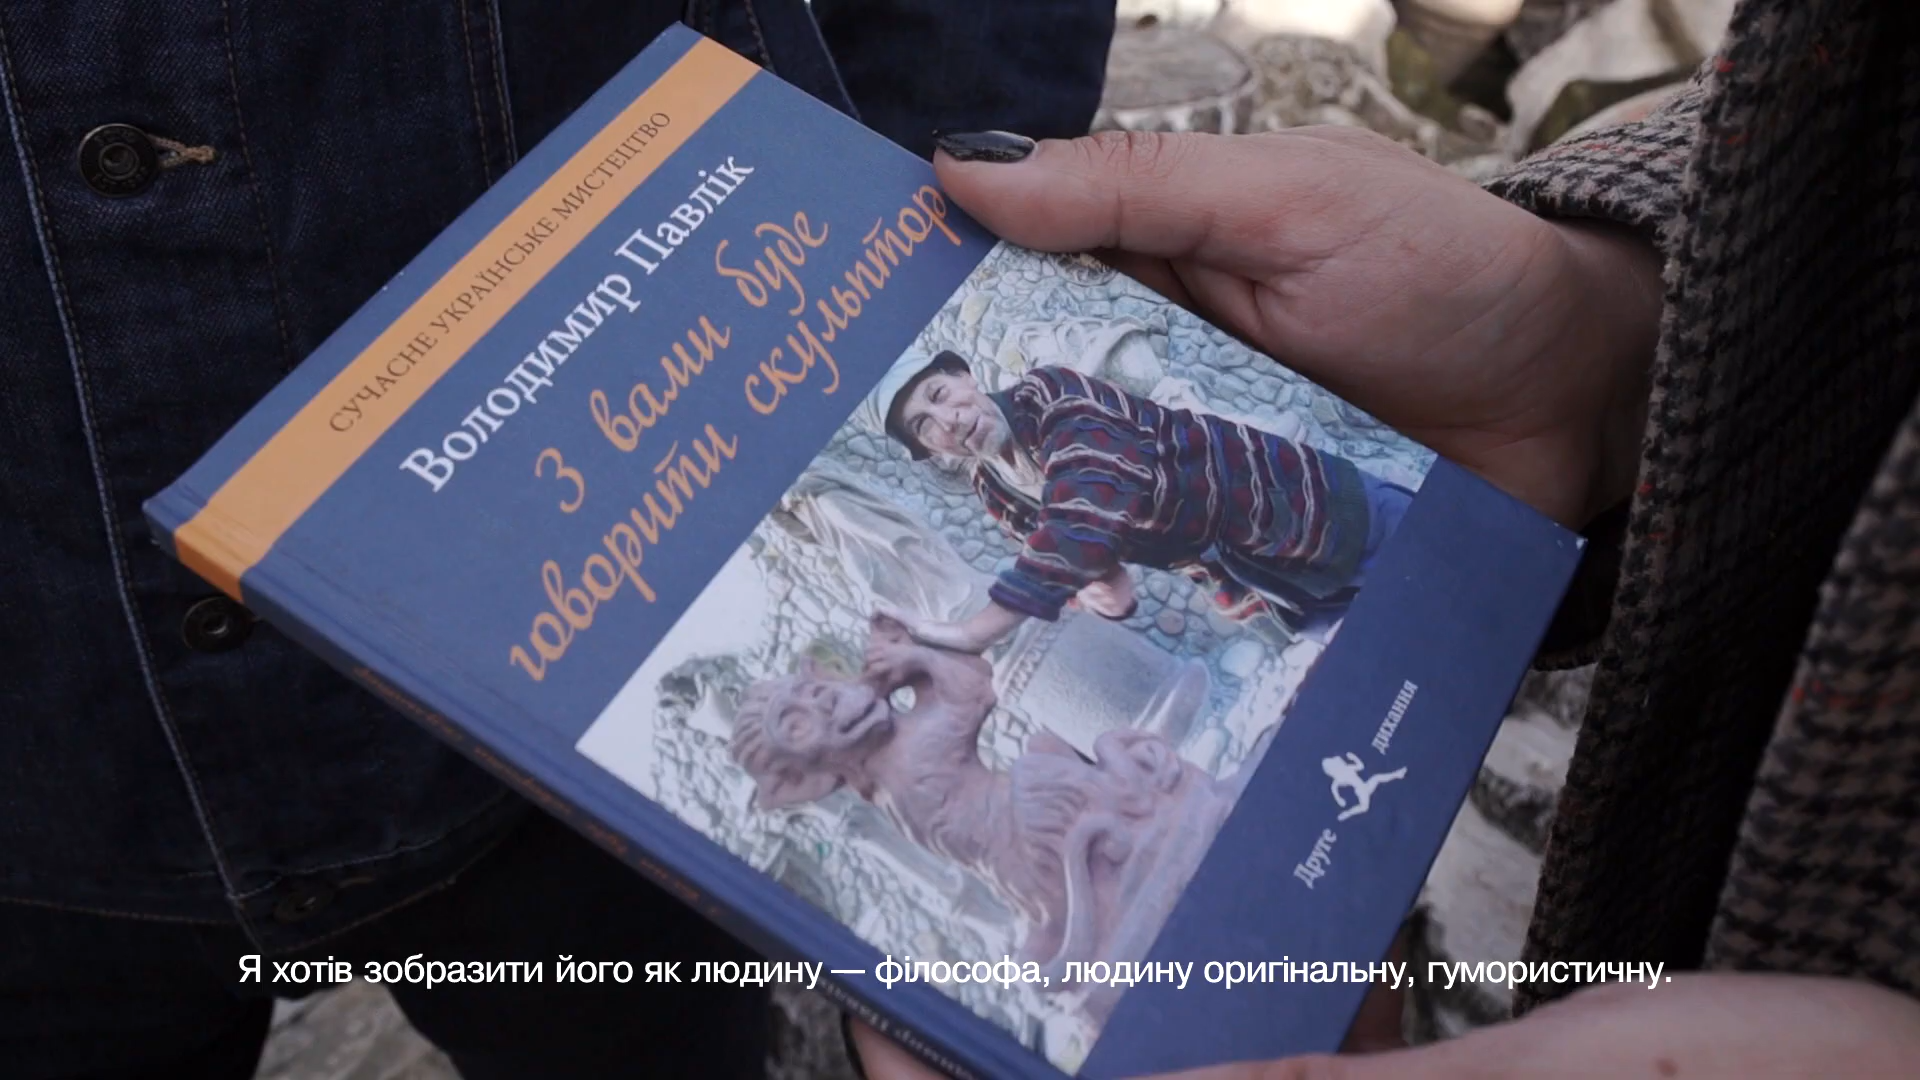 СУЧАСНЕ УКРАЇНСЬКЕ МИСТЕЦТВО
Володимир Павлік
З вами буде
говорити скульптор
Друге дихання
Я хотів зобразити його як людину — філософа, людину оригінальну, гумористичну.